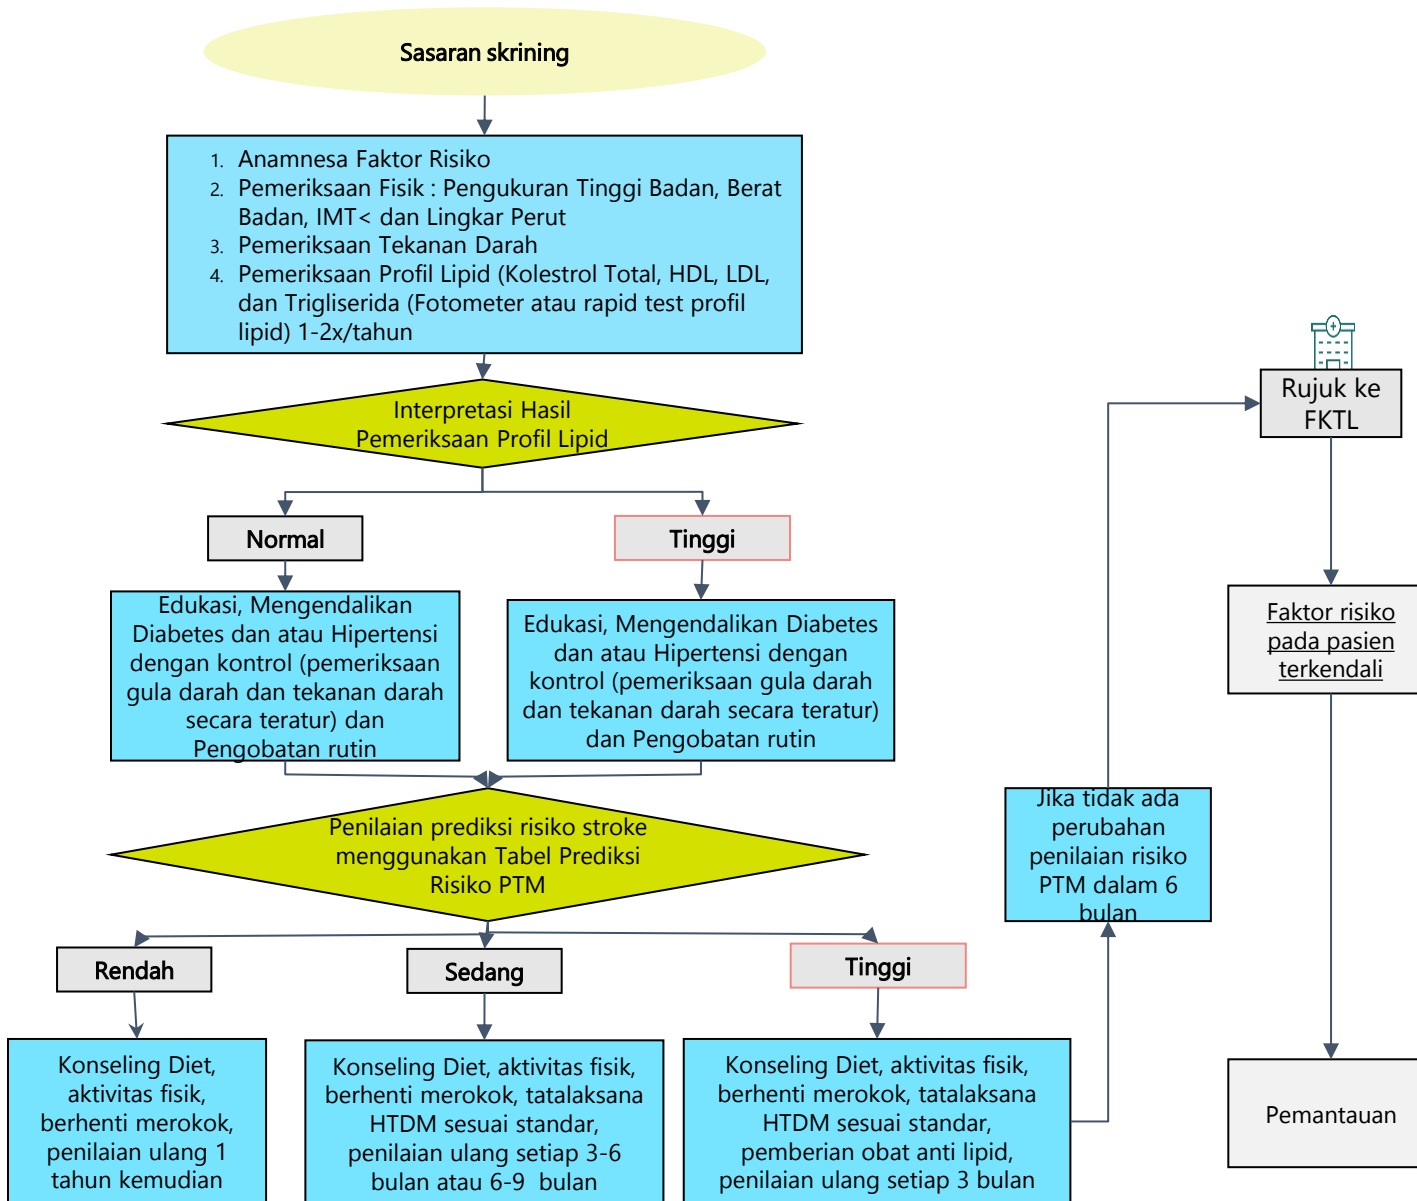 Sasaran skrining
1. Anamnesa Faktor Risiko
2. Pemeriksaan Fisik : Pengukuran Tinggi Badan, Berat
Badan, IMT< dan Lingkar Perut
3. Pemeriksaan Tekanan Darah
4. Pemeriksaan Profil Lipid (Kolestrol Total, HDL, LDL,
dan Trigliserida (Fotometer atau rapid test profil
lipid) 1-2x/tahun
Interpretasi Hasil
Pemeriksaan Profil Lipid
Normal
Tinggi
Edukasi, Mengendalikan
Diabetes dan atau Hipertensi
dengan kontrol (pemeriksaan
gula darah dan tekanan darah
secara teratur) dan
Pengobatan rutin
Edukasi, Mengendalikan Diabetes
dan atau Hipertensi dengan
kontrol (pemeriksaan gula darah
dan tekanan darah secara teratur)
dan Pengobatan rutin
Penilaian prediksi risiko stroke
menggunakan Tabel Prediksi
Risiko PTM
Rendah
Sedang
Tinggi
Konseling Diet,
aktivitas fisik,
berhenti merokok,
penilaian ulang 1
tahun kemudian
Konseling Diet, aktivitas fisik,
berhenti merokok, tatalaksana
HTDM sesuai standar,
penilaian ulang setiap 3-6
bulan atau 6-9 bulan
Konseling Diet, aktivitas fisik,
berhenti merokok, tatalaksana
HTDM sesuai standar,
pemberian obat anti lipid,
penilaian ulang setiap 3 bulan
Jika tidak ada
perubahan
penilaian risiko
PTM dalam 6
bulan
Rujuk ke
FKTL
Faktor risiko
pada pasien
terkendali
Pemantauan